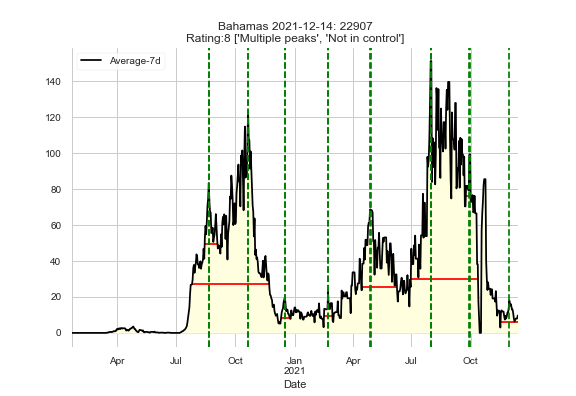 Bahamas 2021-12-14: 22907
Rating:8 ['Multiple peaks', 'Not in control']
Average-7d
140
120
100
80
60
40
20
0
Apr Jul Oct Jan Apr Jul Oct
2021
Date